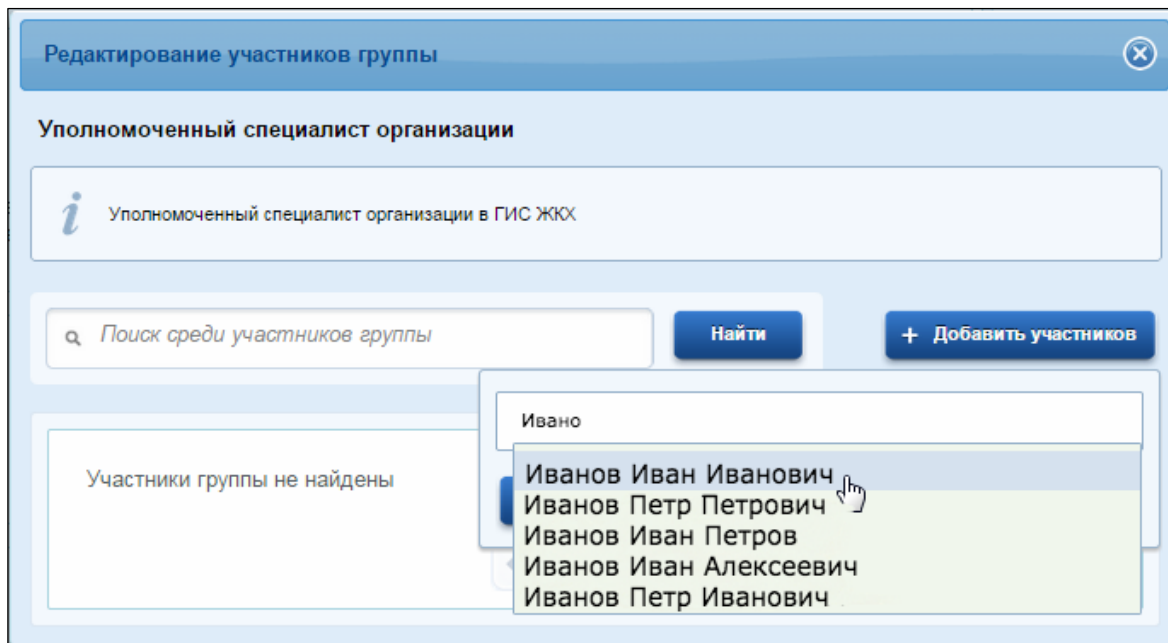 Редактирование участников группы
Уполномоченный специалист организации
i
Уполномоченный специалист организации в ГИС ЖКХ
Поиск среди участников группы
Найти
+ Добавить участников
Ивано
Участники группы не найдены
Иванов Иван Иванович
Иванов Петр Петрович
Иванов Иван Петров
Иванов Иван Алексеевич
Иванов Петр Иванович